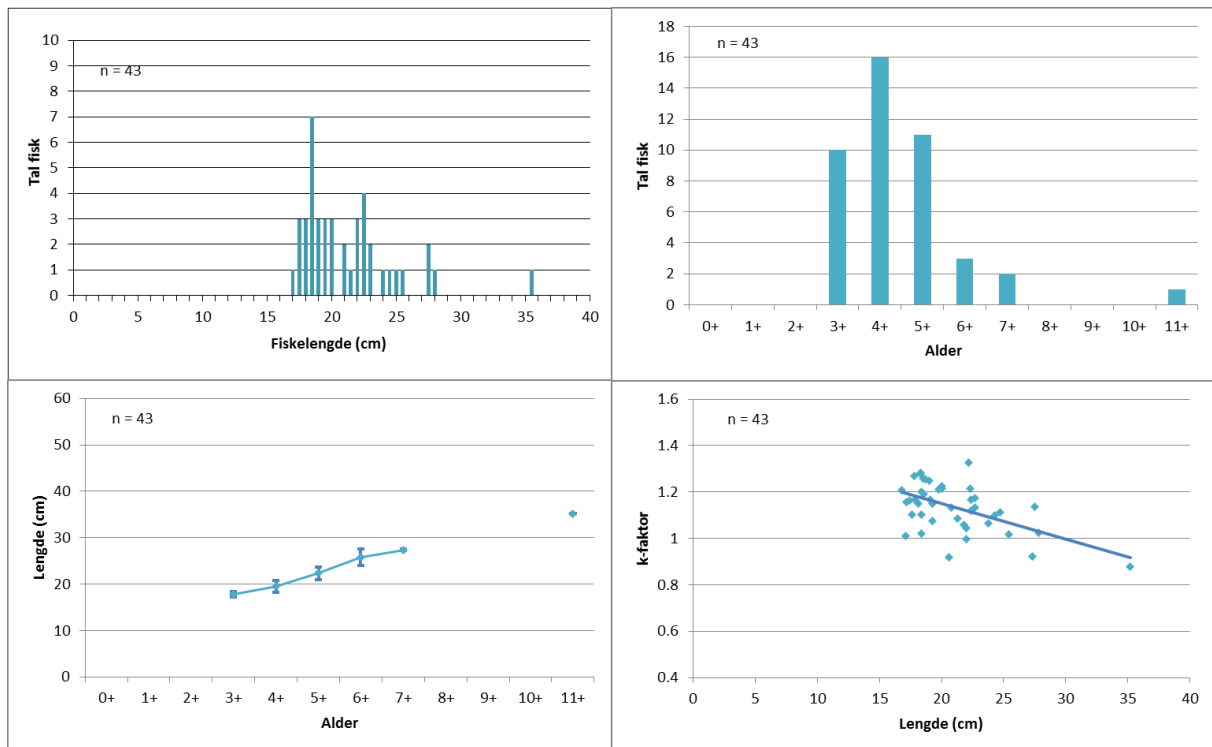 10
9
8
7
6
5
4
3
2
1
0
n = 43
Tal fisk
0 5 10 15 20 25 30 35 40
Fiskelengde (cm)
18
16
14
12
10
8
6
4
2
0
n = 43
Tal fisk
0+ 1+ 2+ 3+ 4+ 5+ 6+ 7+ 8+ 9+ 10+ 11+
Alder
60
50
40
30
20
10
0
n = 43
Lengde (cm)
0+ 1+ 2+ 3+ 4+ 5+ 6+ 7+ 8+ 9+ 10+ 11+
Alder
1.6
1.4
1.2
1
0.8
0.6
0.4
n = 43
k-faktor
0 5 10 15 20 25 30 35 40
Lengde (cm)